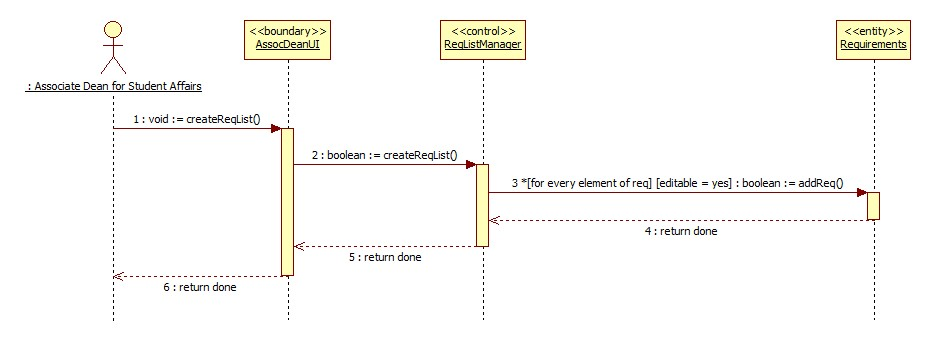 <<boundary>>
AssocDeanUI
<<control>>
ReqListManager
<<entity>>
Requirements
: Associate Dean for Student Affairs
1 : void := createReqList()
2 : boolean := createReqList()
3 *[for every element of req] [editable = yes] : boolean := addReq()
4 : return done
5 : return done
6 : return done